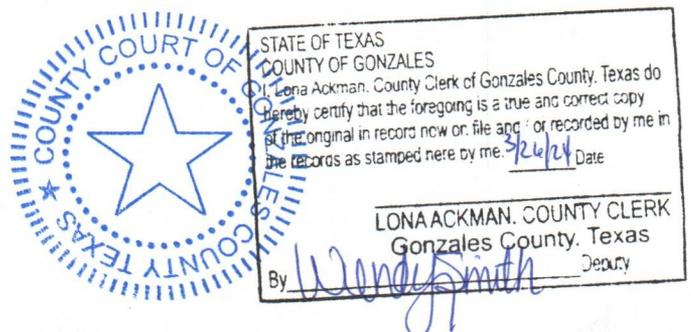 COUNTY COURT OF GONZALES COUNTY TEXAS
STATE OF TEXAS
COUNTY OF GONZALES
I, Lona Ackman, County Clerk of Gonzales County, Texas do
hereby certify that the foregoing is a true and correct copy
of the original in record now on file and / or recorded by me in
the records as stamped here by me. 3/26/24 Date
LONA ACKMAN, COUNTY CLERK
Gonzales County, Texas
By Wendy Smith Deputy